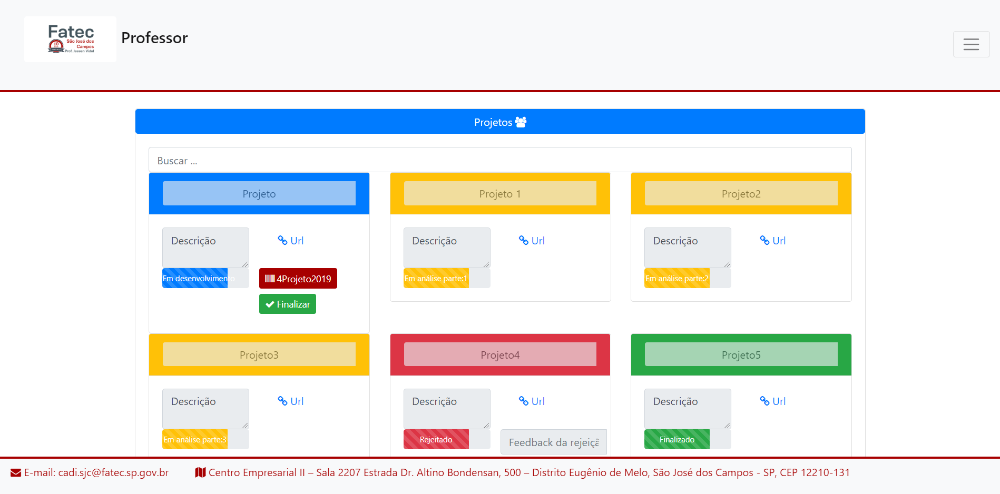 Fatec
São José dos
Campos
10
Prof. Jessen Vidal
Professor
Projetos
Buscar ...
Projeto
Projeto 1
Projeto2
Descrição
Url
Descrição
Url
Descrição
Url
Em desenvolvimento
4Projeto2019
Em análise parte:1
Em análise parte:2
Finalizar
Projeto3
Projeto4
Projeto5
Descrição
Url
Descrição
Url
Descrição
Url
Em análise parte:3
Rejeitado
Feedback da rejeiçã
Finalizado
E-mail: cadi.sjc@fatec.sp.gov.br
Centro Empresarial II – Sala 2207 Estrada Dr. Altino Bondensan, 500 – Distrito Eugênio de Melo, São José dos Campos - SP, CEP 12210-131